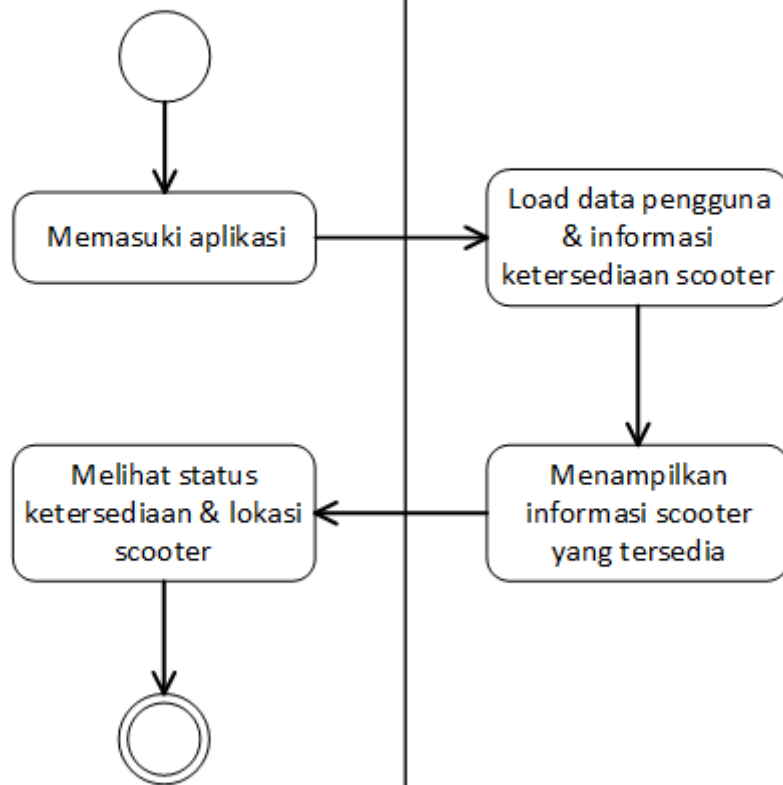 Memasuki aplikasi
Load data pengguna
& informasi
ketersediaan scooter
Menampilkan
informasi scooter
yang tersedia
Melihat status
ketersediaan & lokasi
scooter